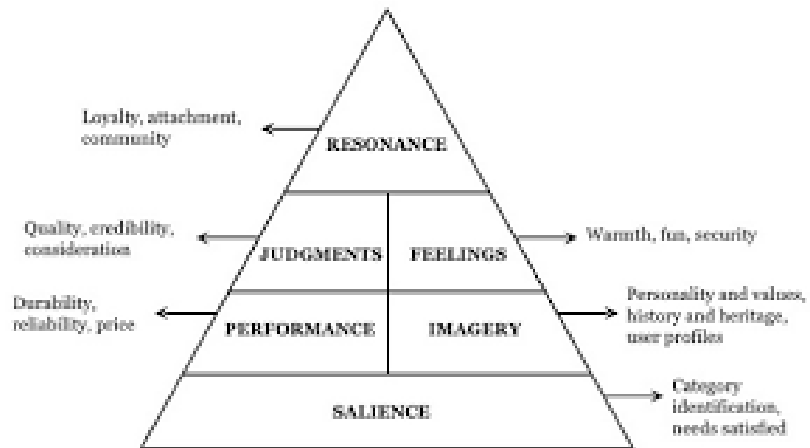 Loyalty, attachment,
community
RESONANCE
Quality, credibility,
consideration
JUDGMENTS
FEELINGS
Warmth, fun, security
Durability,
reliability, price
PERFORMANCE
IMAGERY
Personality and values,
history and heritage,
user profiles
SALIENCE
Category
identification,
needs satisfied